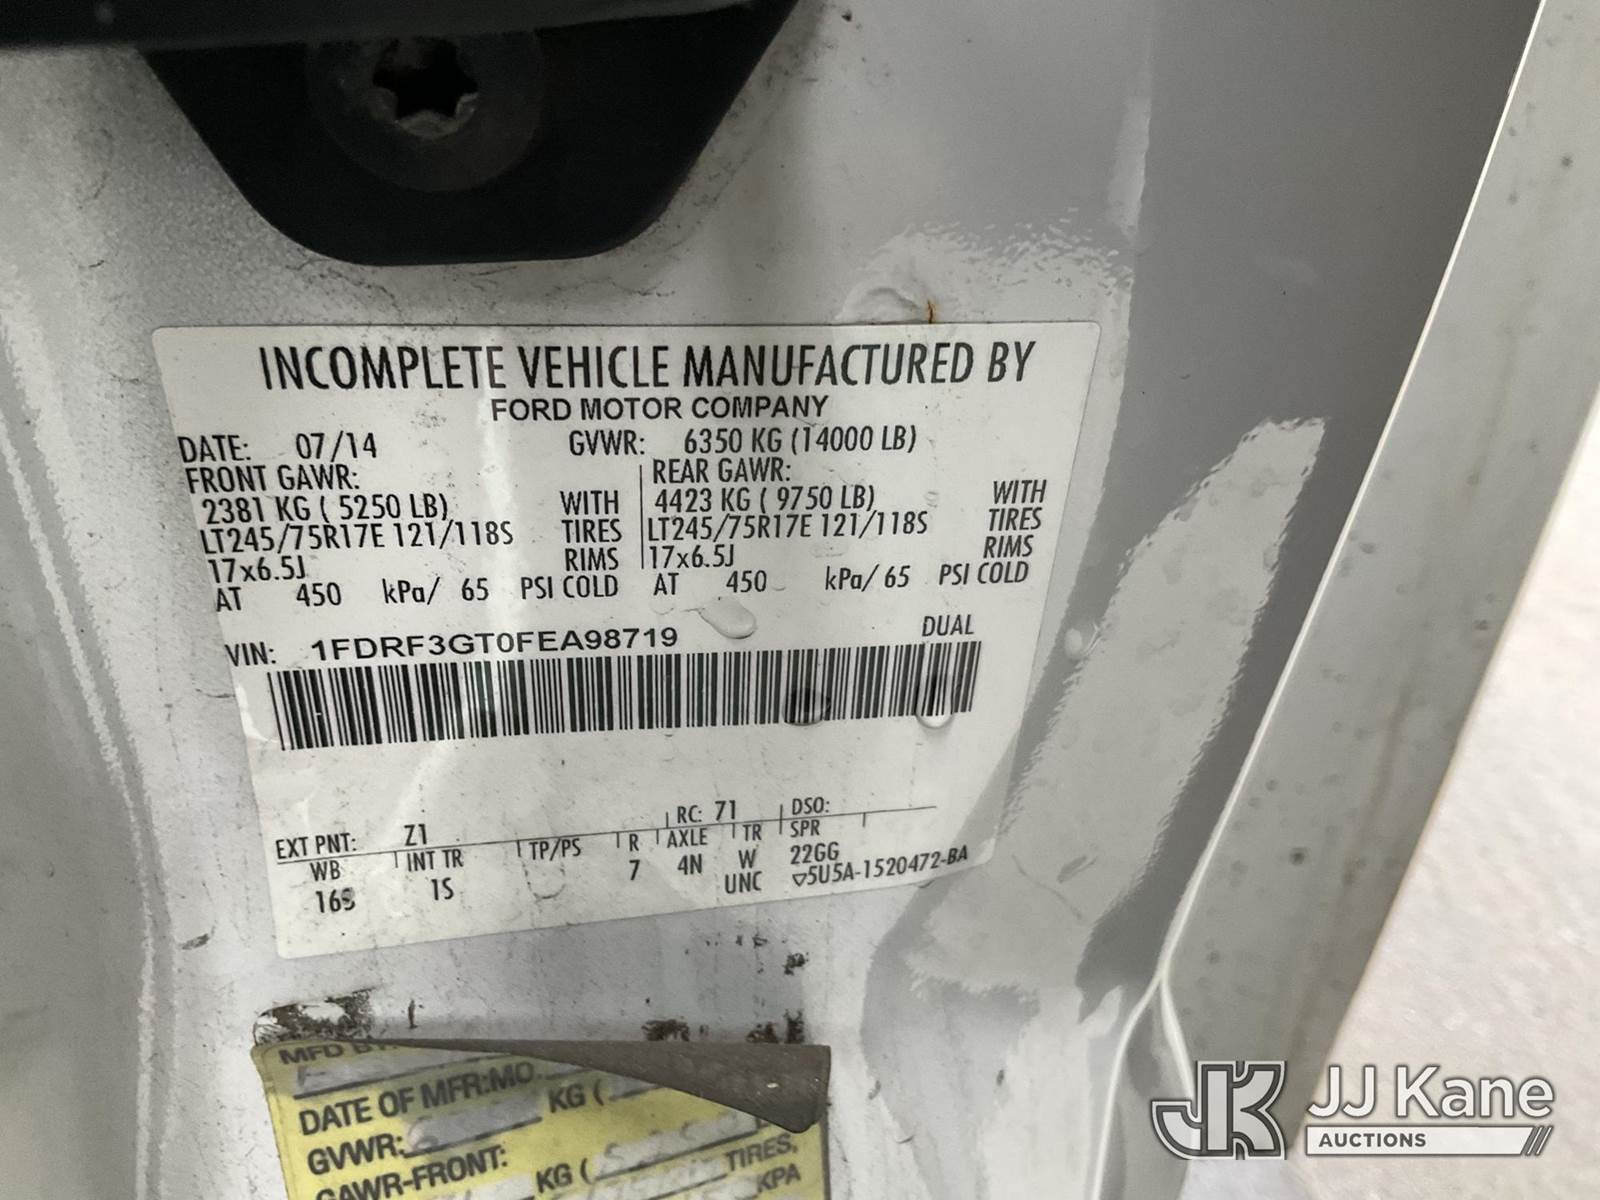 INCOMPLETE VEHICLE MANUFACTURED BY
FORD MOTOR COMPANY
DATE: 07/14 GVWR: 6350 KG (14000 LB)
FRONT GAWR: REAR GAWR:
2381 KG ( 5250 LB) WITH 4423 KG ( 9750 LB) WITH
LT245/75R17E 121/118S TIRES LT245/75R17E 121/118S TIRES
17x6.5J RIMS 17x6.5J RIMS
AT 450 kPa/ 65 PSI COLD AT 450 kPa/ 65 PSI COLD
VIN: 1FDRF3GT0FEA98719 DUAL
EXT PNT: Z1 RC: 71 DSO:
WB INT TR TP/PS R AXLE TR SPR
169 1S 7 4N W 22GG
UNC ▽5U5A-1520472-BA
MFD BY:
DATE OF MFR:MO.
GVWR: KG (
GAWR-FRONT: KG ( TIRES,
KPA
JK JJ Kane
AUCTIONS